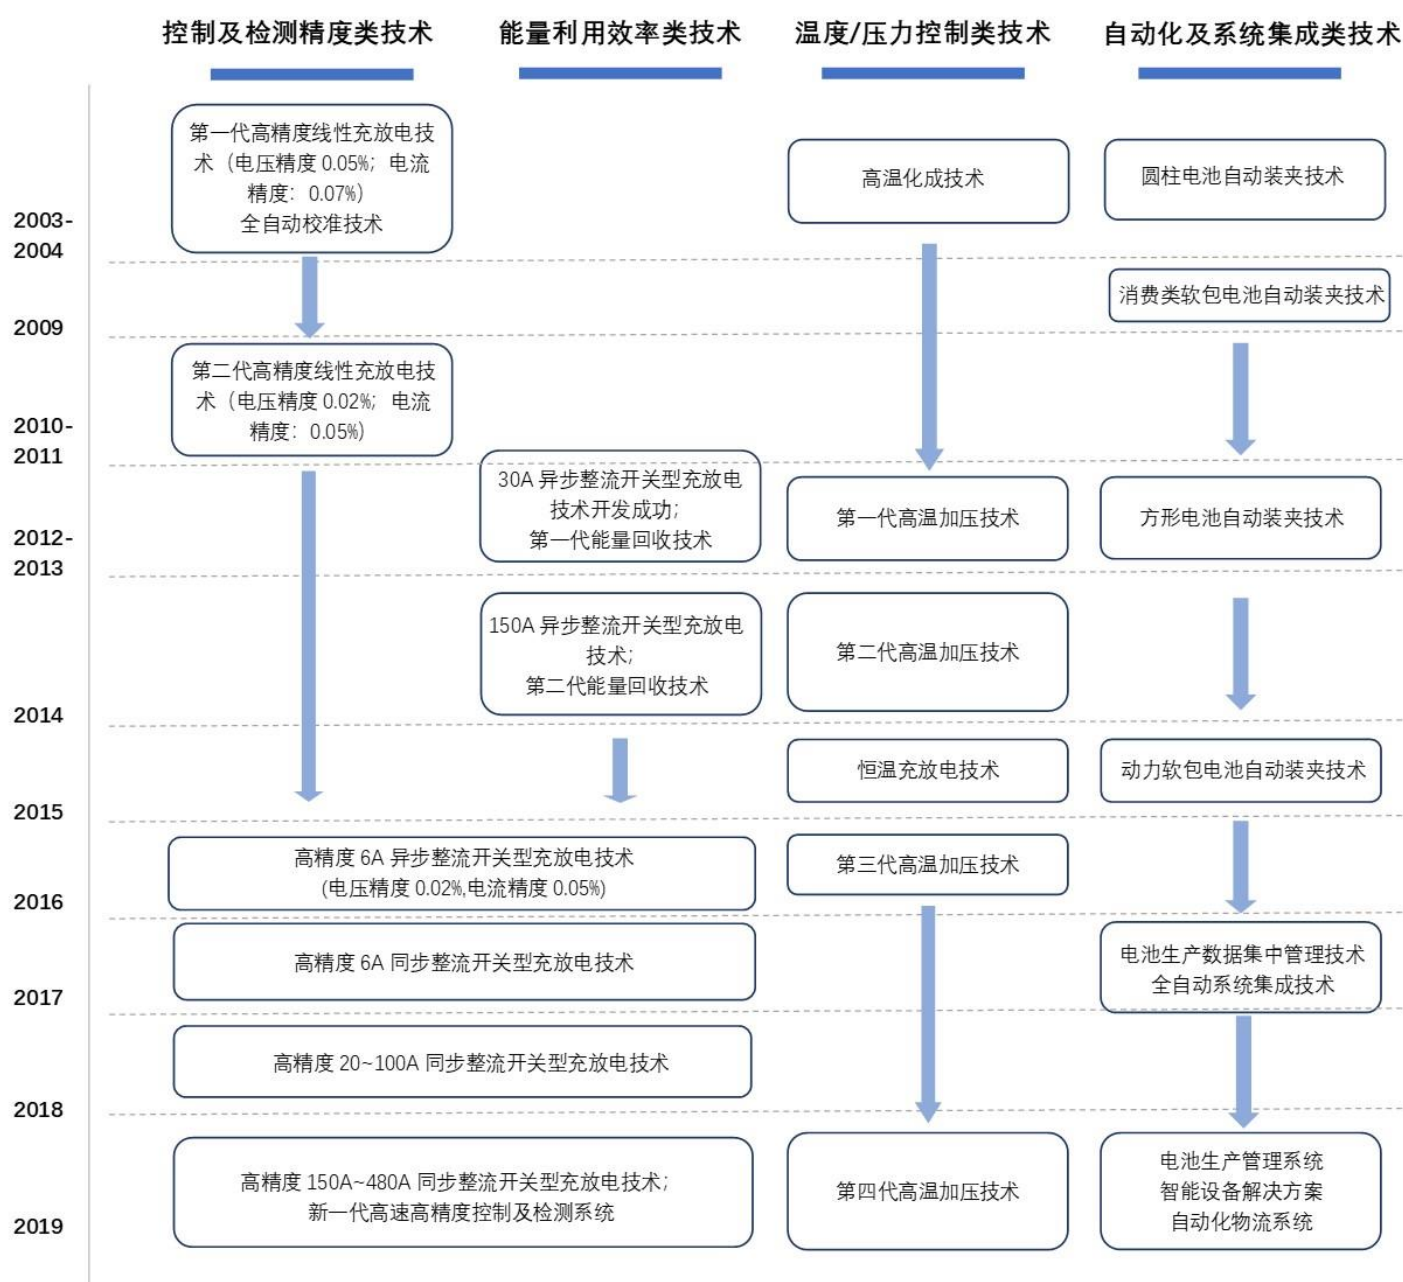 控制及检测精度类技术
能量利用效率类技术
温度/压力控制类技术
自动化及系统集成类技术
2003-
2004
第一代高精度线性充放电技
术（电压精度 0.05%；电流
精度：0.07%）
全自动校准技术
高温化成技术
圆柱电池自动装夹技术
2009
消费类软包电池自动装夹技术
2010-
2011
第二代高精度线性充放电技
术（电压精度 0.02%；电流
精度：0.05%）
2012-
2013
30A 异步整流开关型充放电
技术开发成功；
第一代能量回收技术
第一代高温加压技术
方形电池自动装夹技术
2014
150A 异步整流开关型充放电
技术；
第二代能量回收技术
第二代高温加压技术
2015
恒温充放电技术
动力软包电池自动装夹技术
2016
高精度 6A 异步整流开关型充放电技术
(电压精度 0.02%,电流精度 0.05%)
第三代高温加压技术
2017
高精度 6A 同步整流开关型充放电技术
电池生产数据集中管理技术
全自动系统集成技术
2018
高精度 20~100A 同步整流开关型充放电技术
2019
高精度 150A~480A 同步整流开关型充放电技术；
新一代高速高精度控制及检测系统
第四代高温加压技术
电池生产管理系统
智能设备解决方案
自动化物流系统